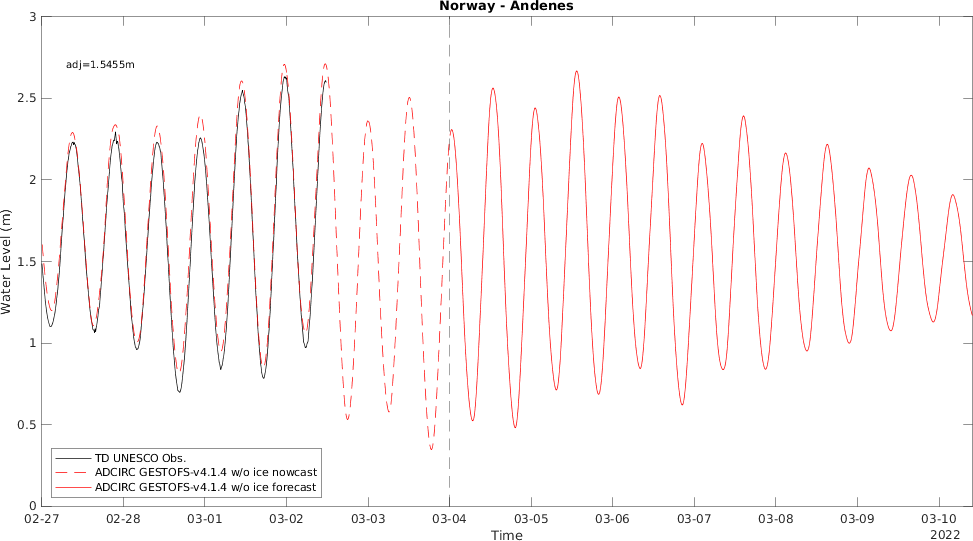 Norway - Andenes
adj=1.5455m
Water Level (m)
3
2.5
2
1.5
1
0.5
0
TD UNESCO Obs.
ADCIRC GESTOFS-v4.1.4 w/o ice nowcast
ADCIRC GESTOFS-v4.1.4 w/o ice forecast
02-27 02-28 03-01 03-02 03-03 03-04 03-05 03-06 03-07 03-08 03-09 03-10
Time
2022